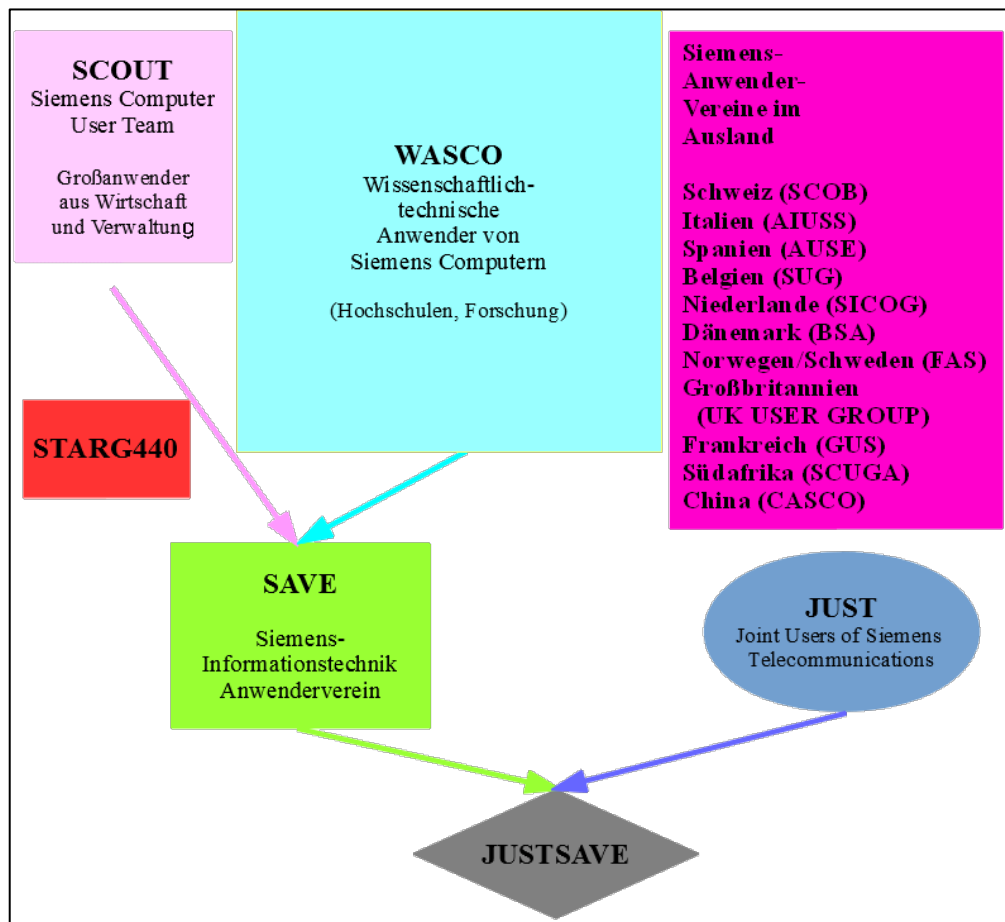 SCOUT
Siemens Computer
User Team
Großanwender
aus Wirtschaft
und Verwaltung
WASCO
Wissenschaftlich-
technische
Anwender von
Siemens Computern
(Hochschulen, Forschung)
Siemens-
Anwender-
Vereine im
Ausland
Schweiz (SCOB)
Italien (AIUSS)
Spanien (AUSE)
Belgien (SUG)
Niederlande (SICOG)
Dänemark (BSA)
Norwegen/Schweden (FAS)
Großbritannien
(UK USER GROUP)
Frankreich (GUS)
Südafrika (SCUGA)
China (CASCO)
STARG440
SAVE
Siemens-
Informationstechnik
Anwenderverein
JUST
Joint Users of Siemens
Telecommunications
JUSTSAVE